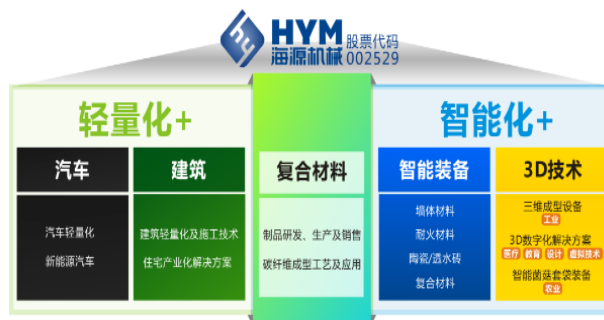 HYM
海源机械
股票代码
002529
轻量化+
智能化+
汽车
建筑
复合材料
智能装备
3D技术
汽车轻量化
新能源汽车
建筑轻量化及施工技术
住宅产业化解决方案
制品研发、生产及销售
碳纤维成型工艺及应用
墙体材料
耐火材料
陶瓷/透水砖
复合材料
三维成型设备
工业
3D数字化解决方案
医疗 教育 设计 虚拟技术
智能菌菇套袋装备
农业